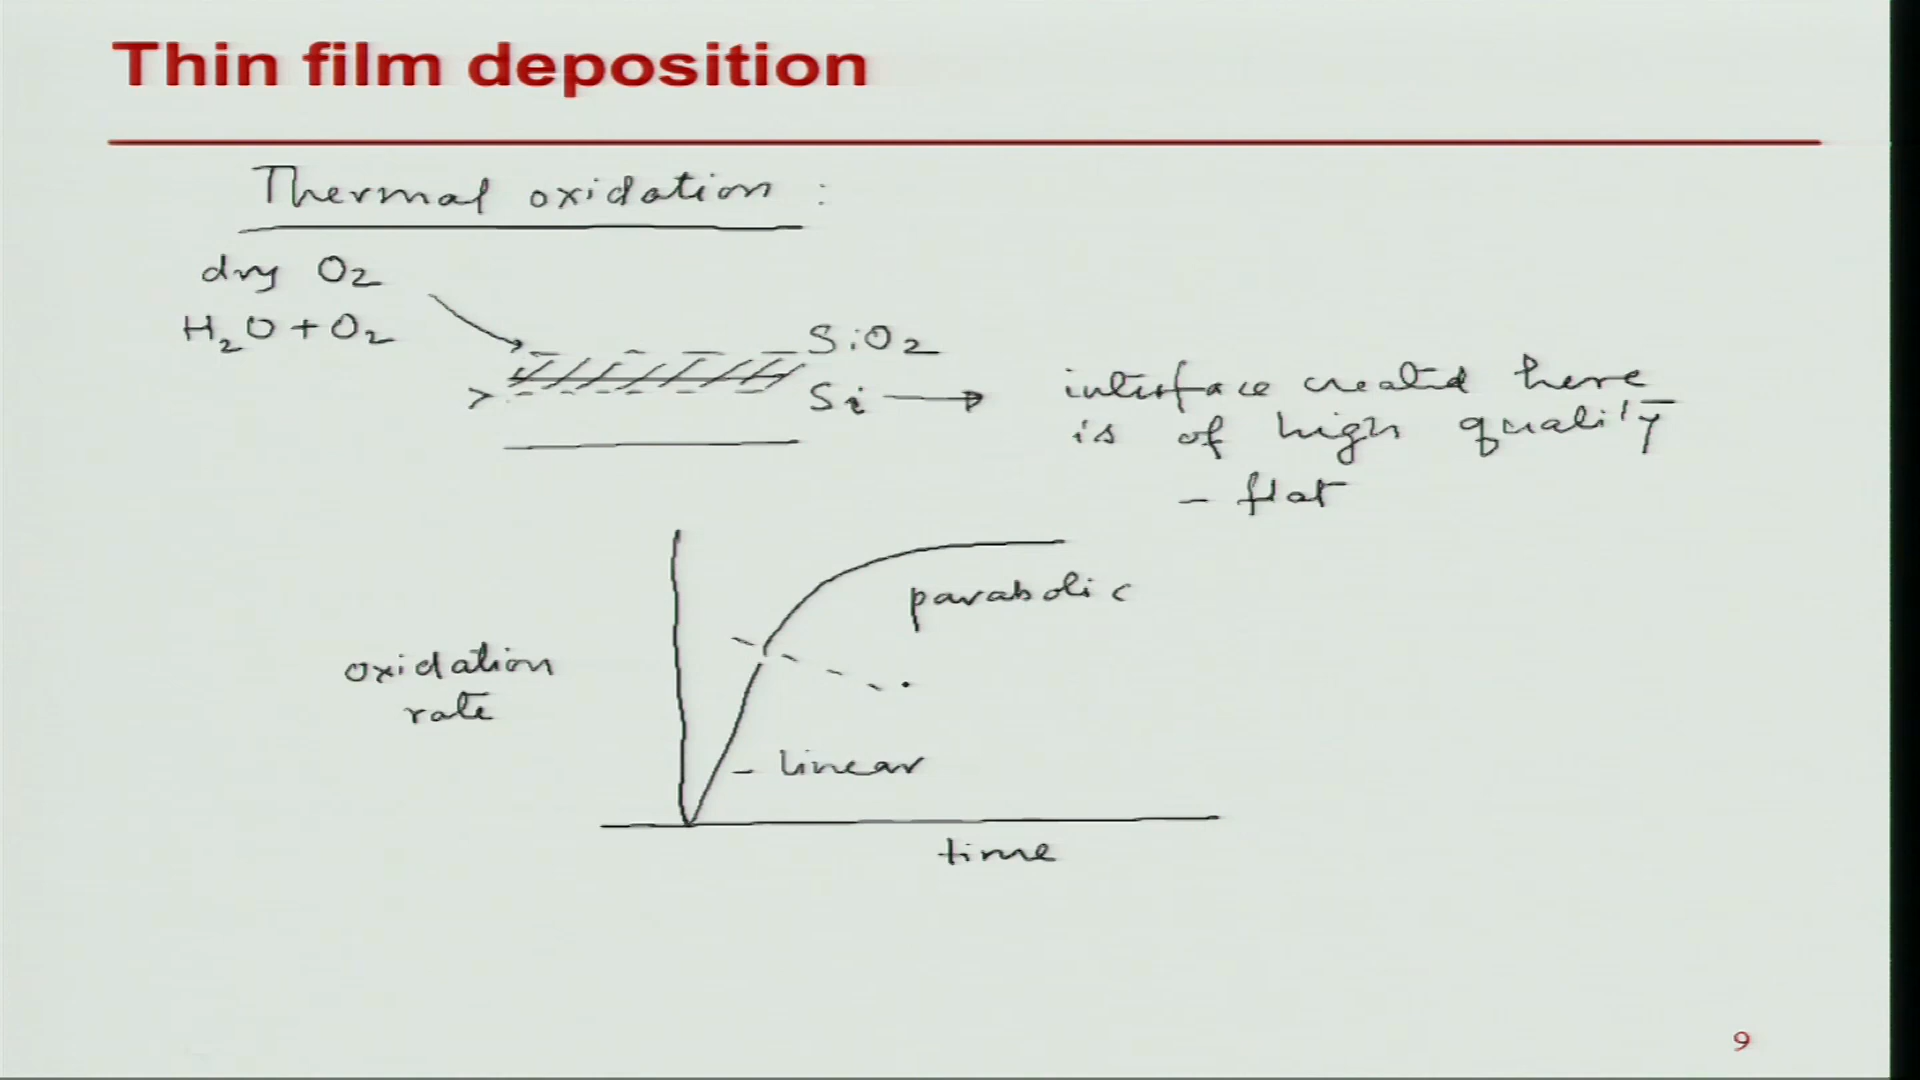 Thin film deposition
Thermal oxidation :
dry O2
H2O + O2
SiO2
Si
interface created here
is of high quality
- flat
parabolic
oxidation
rate
- linear
time
9